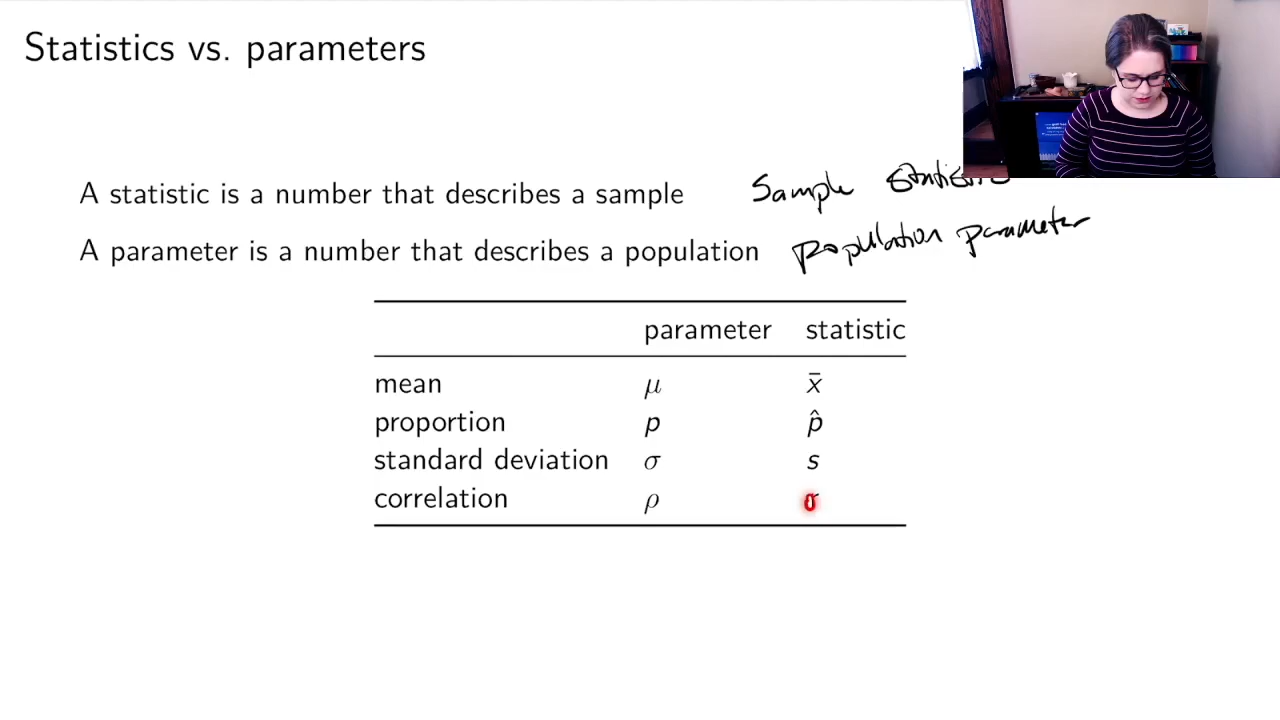 Statistics vs. parameters
A statistic is a number that describes a sample
Sample
A parameter is a number that describes a population
population parameter
parameter statistic
mean μ x̄
proportion p p̂
standard deviation σ s
correlation ρ